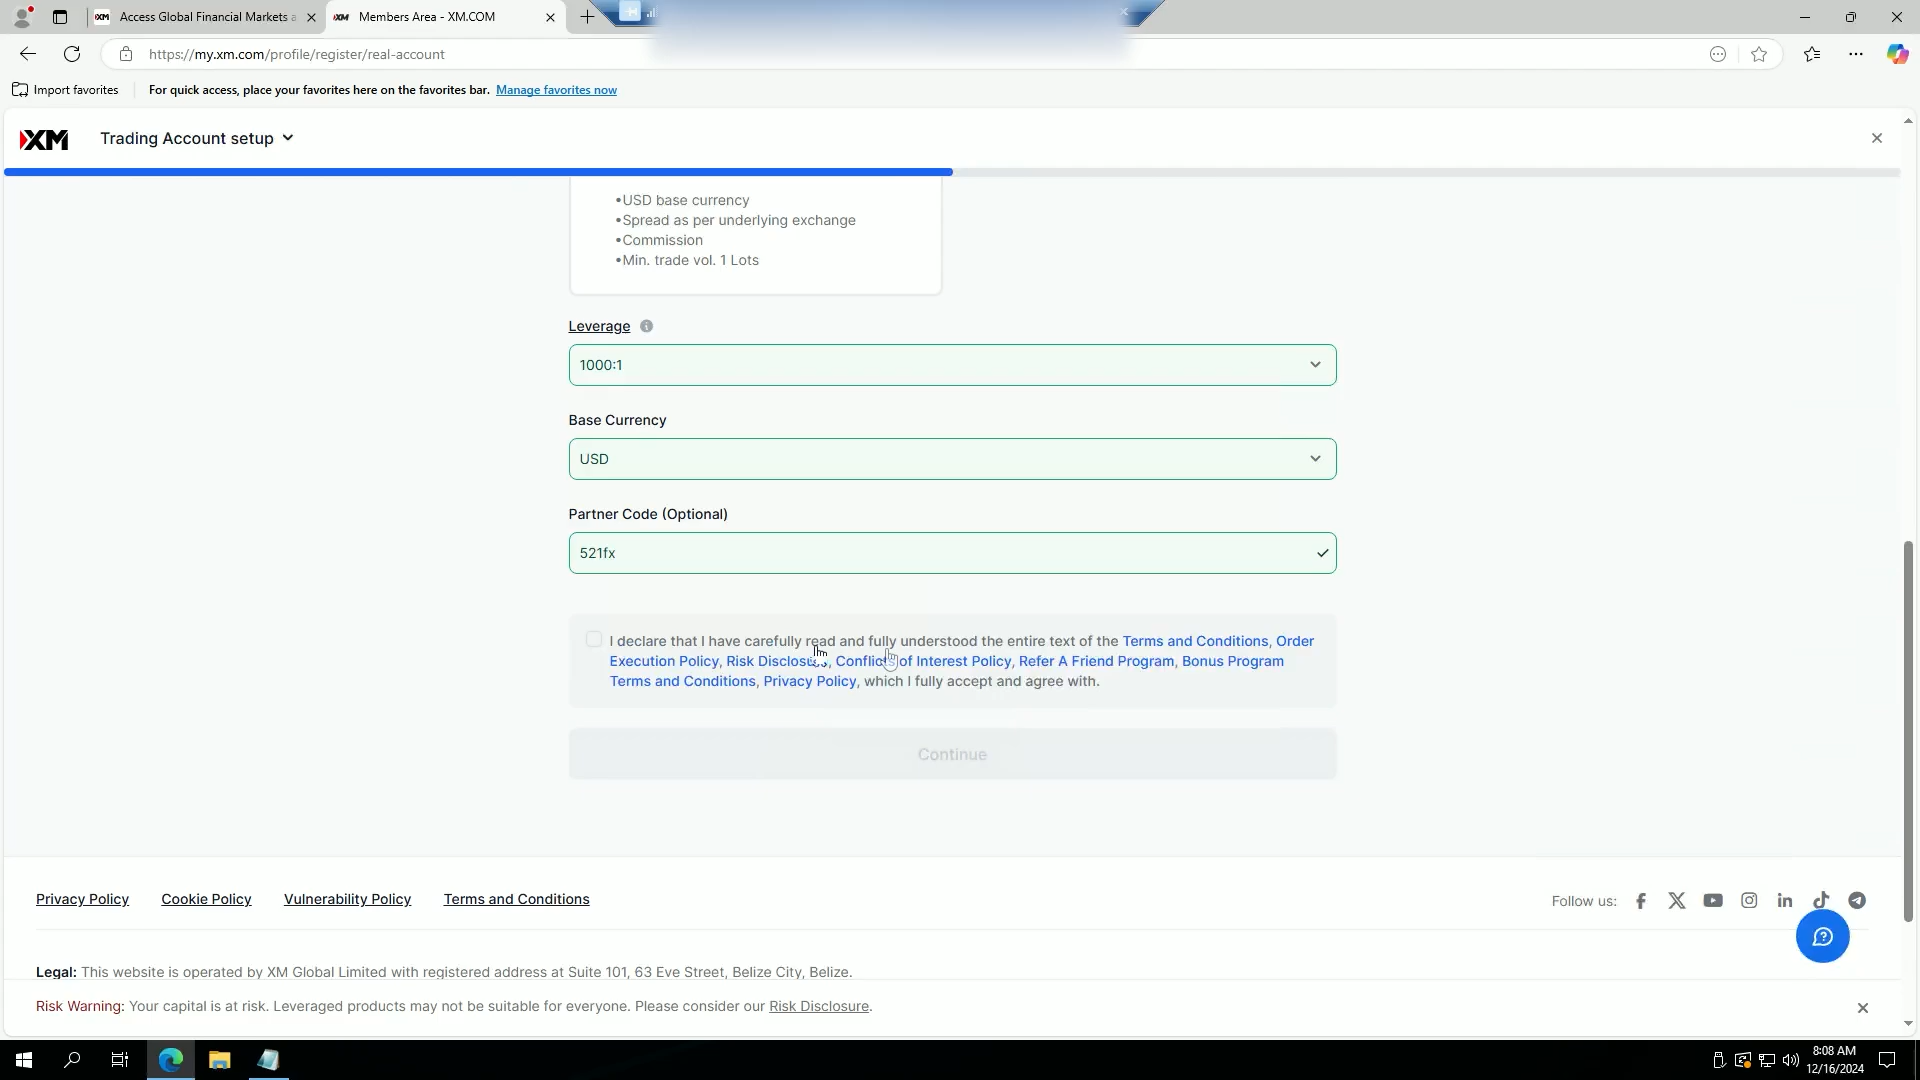 Access Global Financial Markets a
Members Area - XM.COM
https://my.xm.com/profile/register/real-account
Import favorites
For quick access, place your favorites here on the favorites bar. Manage favorites now
XM
Trading Account setup
•USD base currency
•Spread as per underlying exchange
•Commission
•Min. trade vol. 1 Lots
Leverage
1000:1
Base Currency
USD
Partner Code (Optional)
521fx
I declare that I have carefully read and fully understood the entire text of the Terms and Conditions, Order
Execution Policy, Risk Disclosure, Conflicts of Interest Policy, Refer A Friend Program, Bonus Program
Terms and Conditions, Privacy Policy, which I fully accept and agree with.
Continue
Privacy Policy
Cookie Policy
Vulnerability Policy
Terms and Conditions
Follow us:
Legal: This website is operated by XM Global Limited with registered address at Suite 101, 63 Eve Street, Belize City, Belize.
Risk Warning: Your capital is at risk. Leveraged products may not be suitable for everyone. Please consider our Risk Disclosure.
8:08 AM
12/16/2024